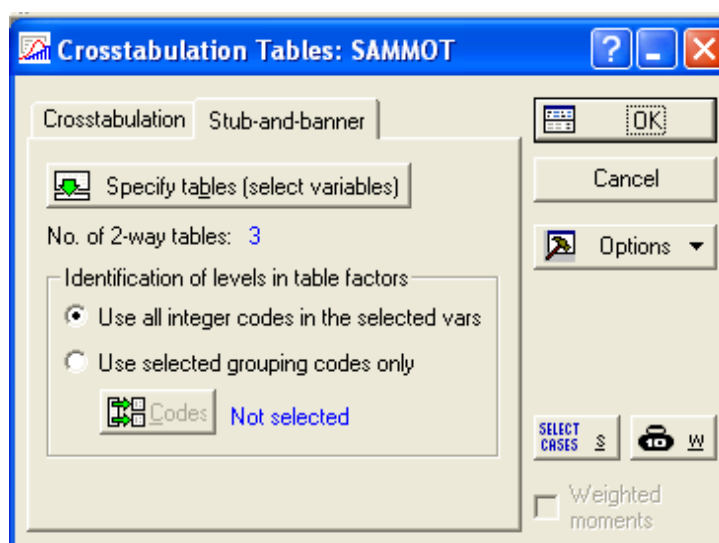 Crosstabulation Tables: SAMMOT
Crosstabulation
Stub-and-banner
OK
Specify tables (select variables)
Cancel
No. of 2-way tables: 3
Options
Identification of levels in table factors
Use all integer codes in the selected vars
Use selected grouping codes only
Codes
Not selected
SELECT
CASES
S
W
Weighted
moments